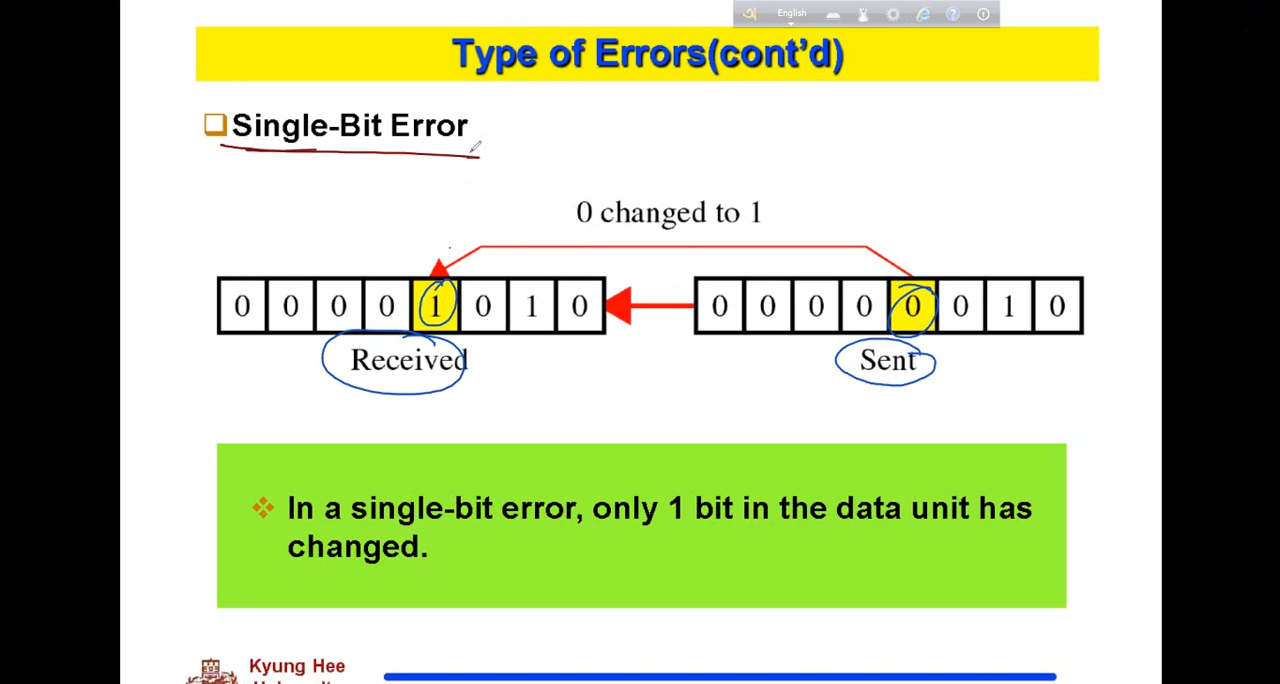 English
Type of Errors(cont’d)
Single-Bit Error
0 changed to 1
0 0 0 0 1 0 1 0 0 0 0 0 0 0 1 0
Received Sent
In a single-bit error, only 1 bit in the data unit has
changed.
Kyung Hee